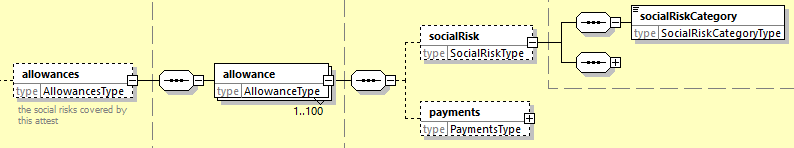 socialRiskCategory
type SocialRiskCategoryType
socialRisk
type SocialRiskType
allowances
type AllowancesType
the social risks covered by
this attest
allowance
type AllowanceType
1..100
payments
type PaymentsType